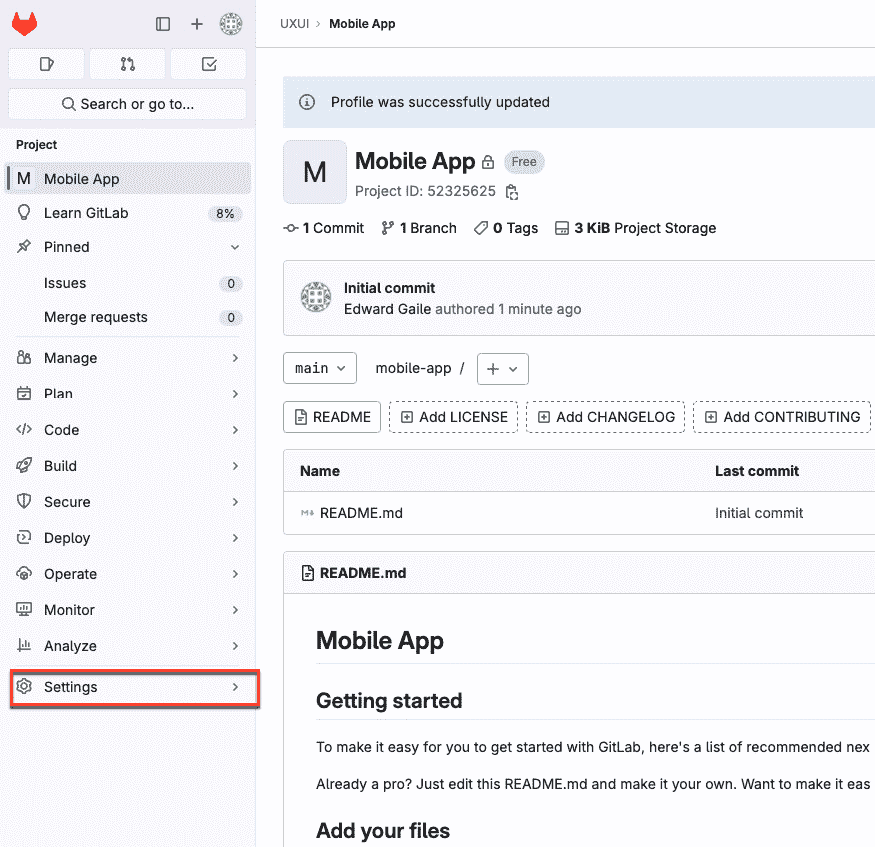 UXUI › Mobile App
Search or go to...
Project
M Mobile App
Learn GitLab 8%
Pinned
Issues 0
Merge requests 0
Manage
Plan
Code
Build
Secure
Deploy
Operate
Monitor
Analyze
Settings
Profile was successfully updated
M
Mobile App Free
Project ID: 52325625
1 Commit 1 Branch 0 Tags 3 KiB Project Storage
Initial commit
Edward Gaile authored 1 minute ago
main mobile-app / +
README Add LICENSE Add CHANGELOG Add CONTRIBUTING
Name Last commit
README.md Initial commit
README.md
Mobile App
Getting started
To make it easy for you to get started with GitLab, here's a list of recommended nex
Already a pro? Just edit this README.md and make it your own. Want to make it eas
Add your files